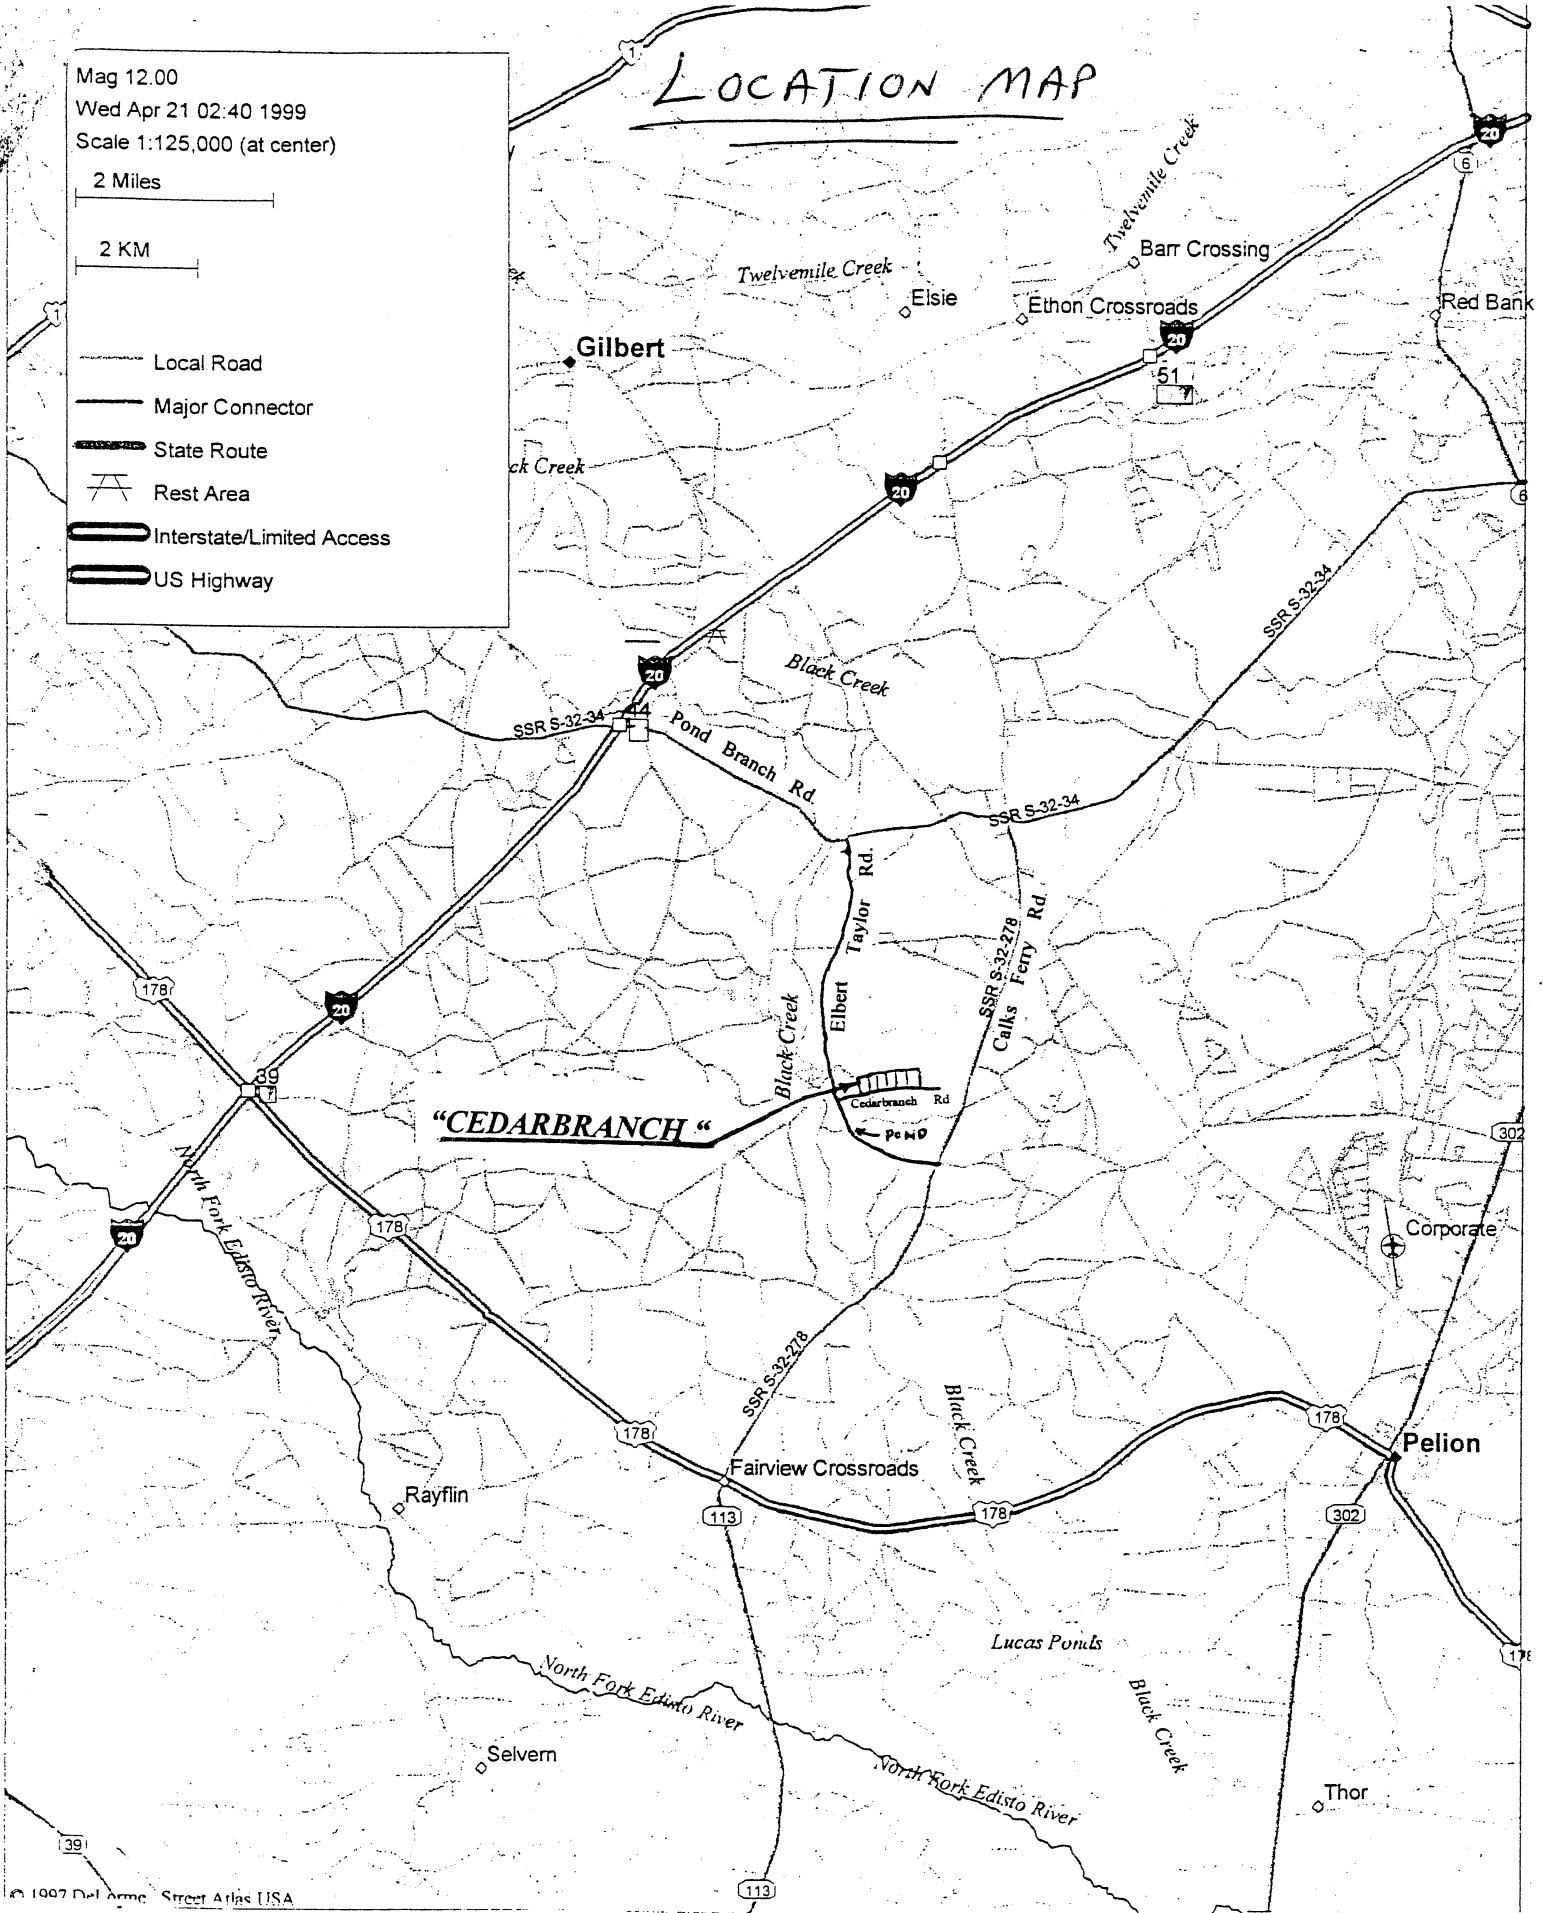 LOCATION MAP
Mag 12.00
Wed Apr 21 02:40 1999
Scale 1:125,000 (at center)
2 Miles
2 KM
Local Road
Major Connector
State Route
Rest Area
Interstate/Limited Access
US Highway
1
20
6
Twelvemile Creek
Barr Crossing
Twelvemile Creek
Elsie
Ethon Crossroads
Red Bank
1
20
Gilbert
51
ck Creek
20
6
SSR S-32-34
Black Creek
20
SSR S-32-34
44
Pond Branch Rd.
SSR S-32-34
Elbert Taylor Rd.
SSR S-32-278
Calks Ferry Rd.
178
20
Black Creek
39
Cedarbranch Rd
"CEDARBRANCH "
POND
302
North Fork Edisto River
178
20
Corporate
SSR S-32-278
Black Creek
178
178
Pelion
Fairview Crossroads
Rayflin
113
178
302
Lucas Ponds
178
North Fork Edisto River
Black Creek
Selvern
North Fork Edisto River
Thor
39
113
© 1997 DeLorme. Street Atlas USA